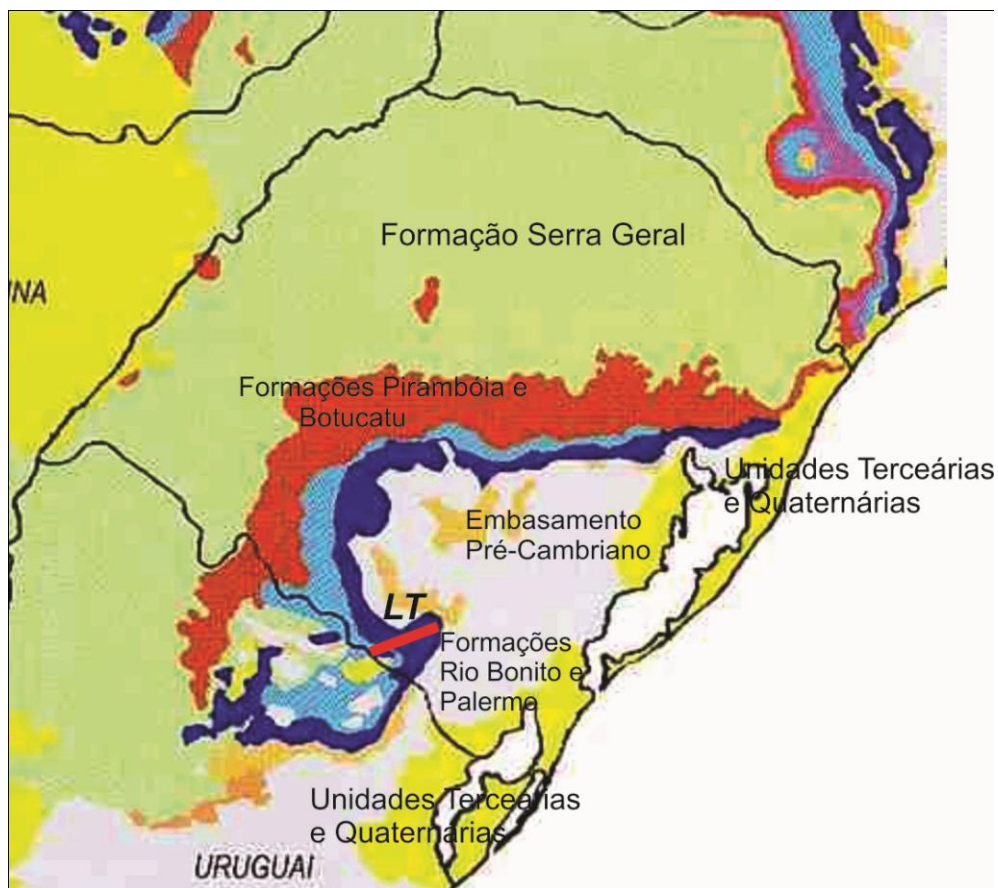 Formação Serra Geral
NA
Formações Pirambóia e
Botucatu
Unidades Terceárias
e Quaternárias
Embasamento
Pré-Cambriano
LT
Formações
Rio Bonito e
Palermo
Unidades Terceárias
e Quaternárias
URUGUAI